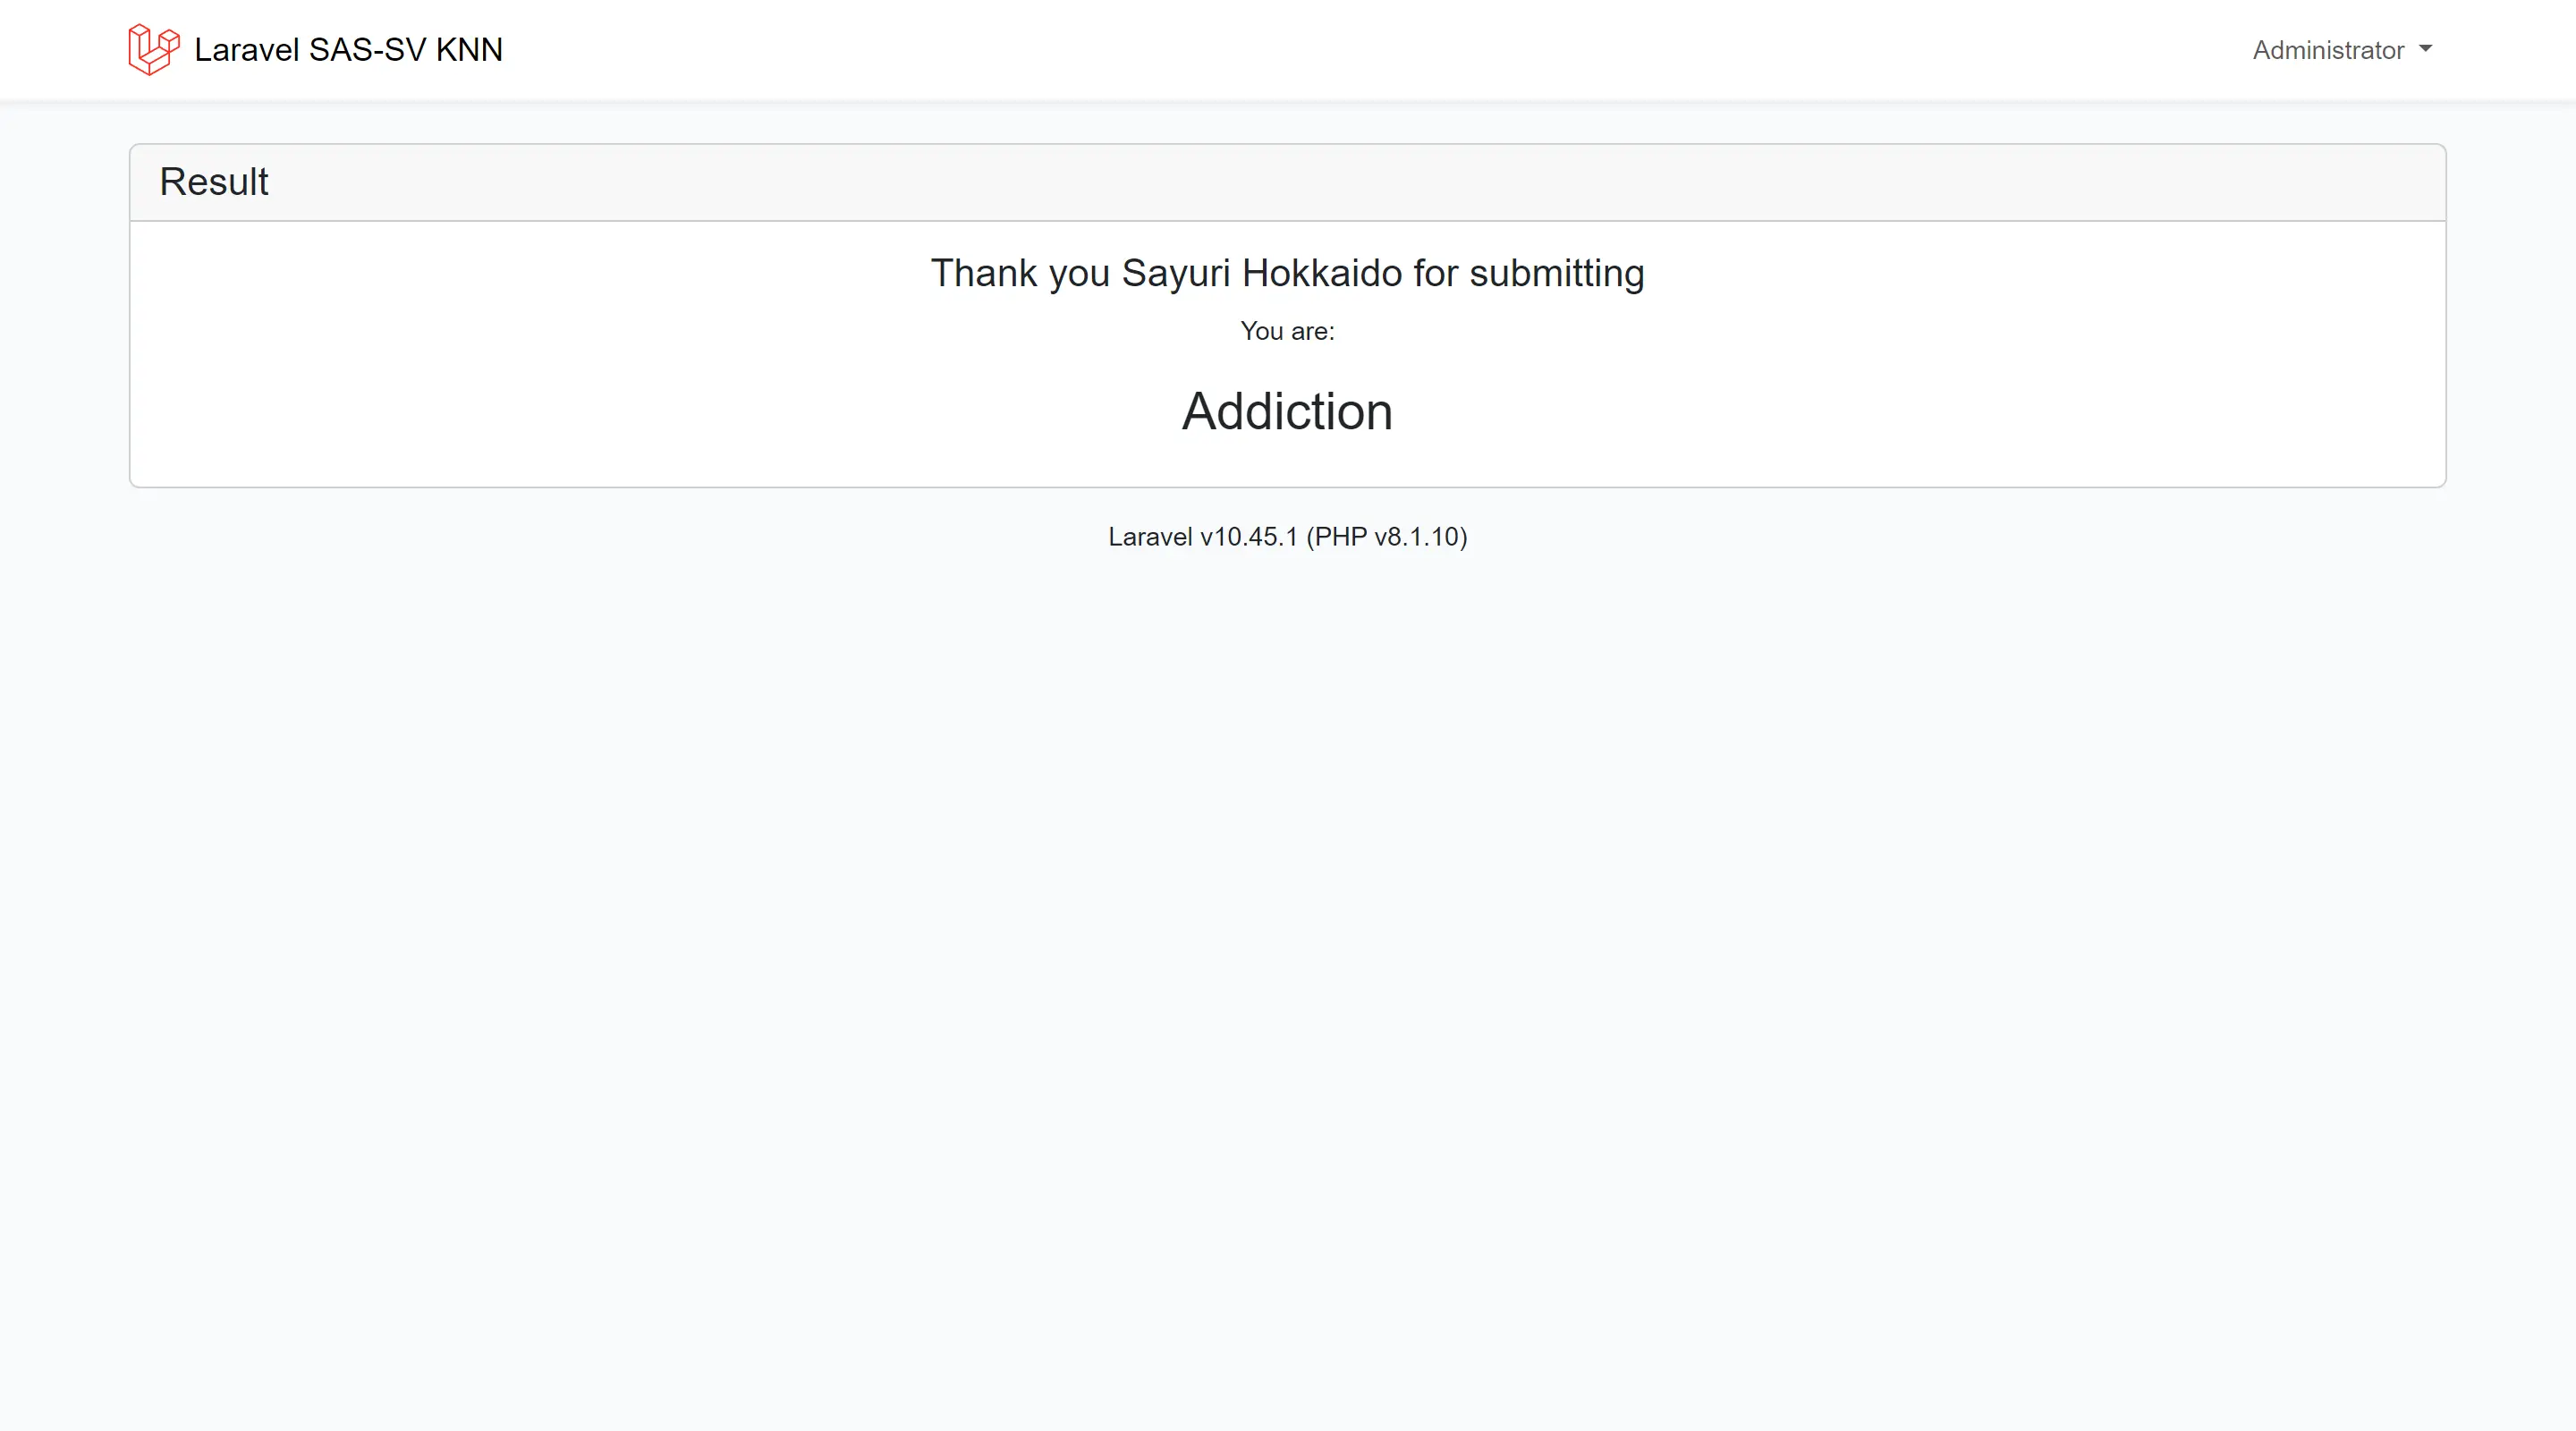 Laravel SAS-SV KNN
Administrator
Result
Thank you Sayuri Hokkaido for submitting
You are:
Addiction
Laravel v10.45.1 (PHP v8.1.10)